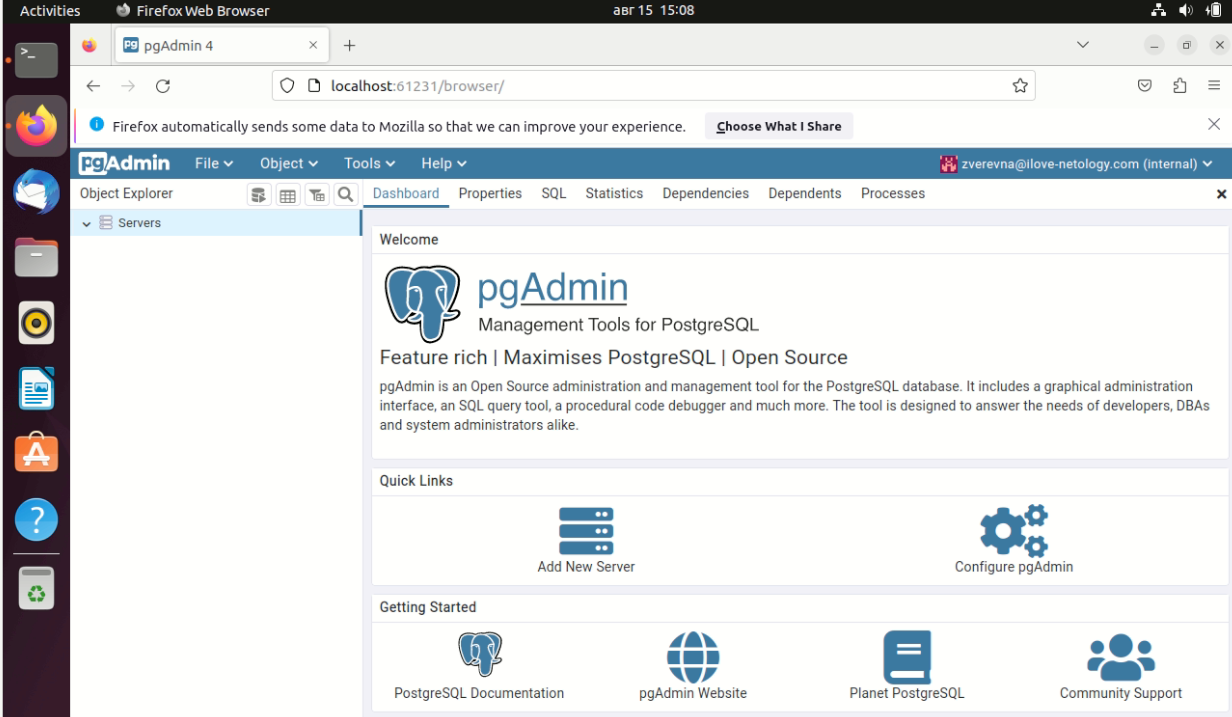 Activities Firefox Web Browser авг 15 15:08
pgAdmin 4
localhost:61231/browser/
Firefox automatically sends some data to Mozilla so that we can improve your experience. Choose What I Share
pgAdmin File Object Tools Help zverevna@ilove-netology.com (internal)
Object Explorer Dashboard Properties SQL Statistics Dependencies Dependents Processes
Servers
Welcome
pgAdmin
Management Tools for PostgreSQL
Feature rich | Maximises PostgreSQL | Open Source
pgAdmin is an Open Source administration and management tool for the PostgreSQL database. It includes a graphical administration
interface, an SQL query tool, a procedural code debugger and much more. The tool is designed to answer the needs of developers, DBAs
and system administrators alike.
Quick Links
Add New Server Configure pgAdmin
Getting Started
PostgreSQL Documentation pgAdmin Website Planet PostgreSQL Community Support